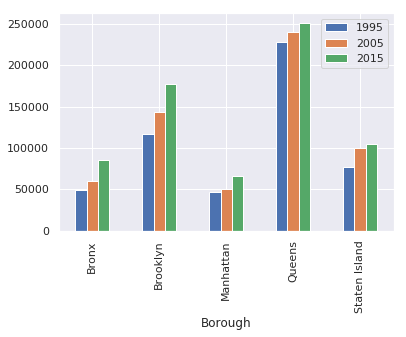 250000
200000
150000
100000
50000
0
1995
2005
2015
Bronx
Brooklyn
Manhattan
Queens
Staten Island
Borough